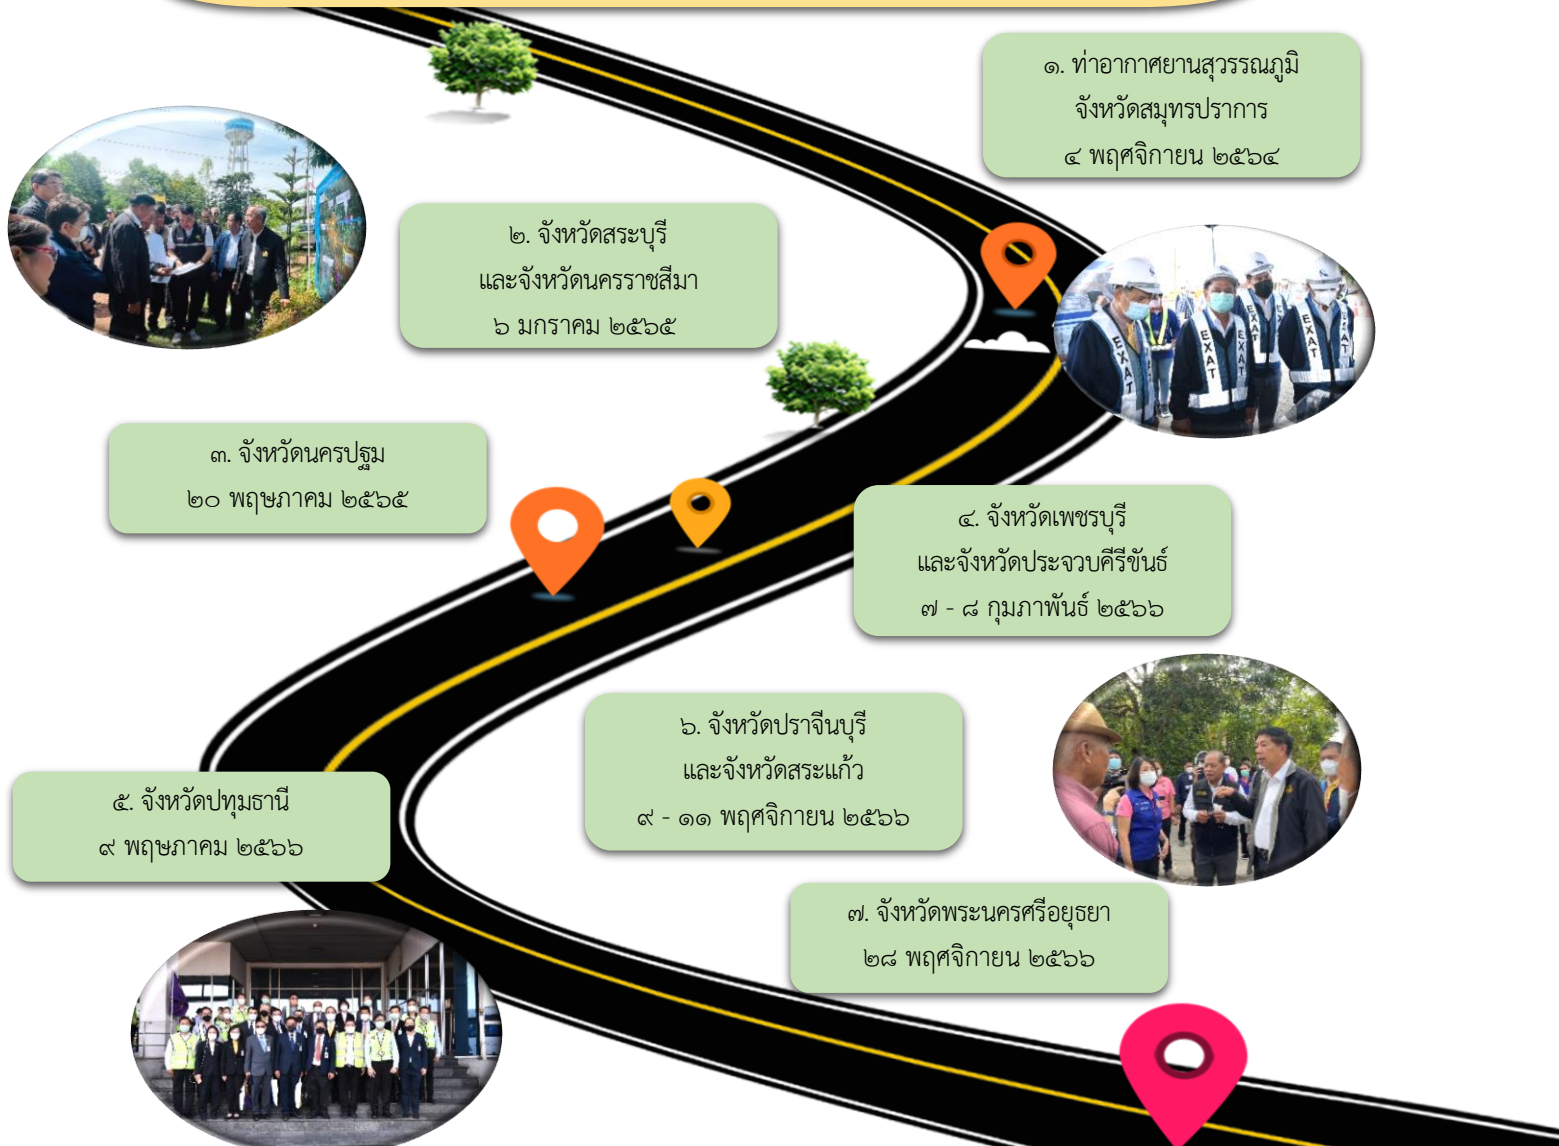 ๑. ท่าอากาศยานสุวรรณภูมิ
จังหวัดสมุทรปราการ
๔ พฤศจิกายน ๒๕๖๔
๒. จังหวัดสระบุรี
และจังหวัดนครราชสีมา
๖ มกราคม ๒๕๖๕
EXAT
EXAT
EXAT
EXAT
EXAT
EXAT
๓. จังหวัดนครปฐม
๒๐ พฤษภาคม ๒๕๖๕
๔. จังหวัดเพชรบุรี
และจังหวัดประจวบคีรีขันธ์
๗ - ๘ กุมภาพันธ์ ๒๕๖๖
๕. จังหวัดปทุมธานี
๙ พฤษภาคม ๒๕๖๖
๖. จังหวัดปราจีนบุรี
และจังหวัดสระแก้ว
๙ - ๑๑ พฤศจิกายน ๒๕๖๖
๗. จังหวัดพระนครศรีอยุธยา
๒๘ พฤศจิกายน ๒๕๖๖